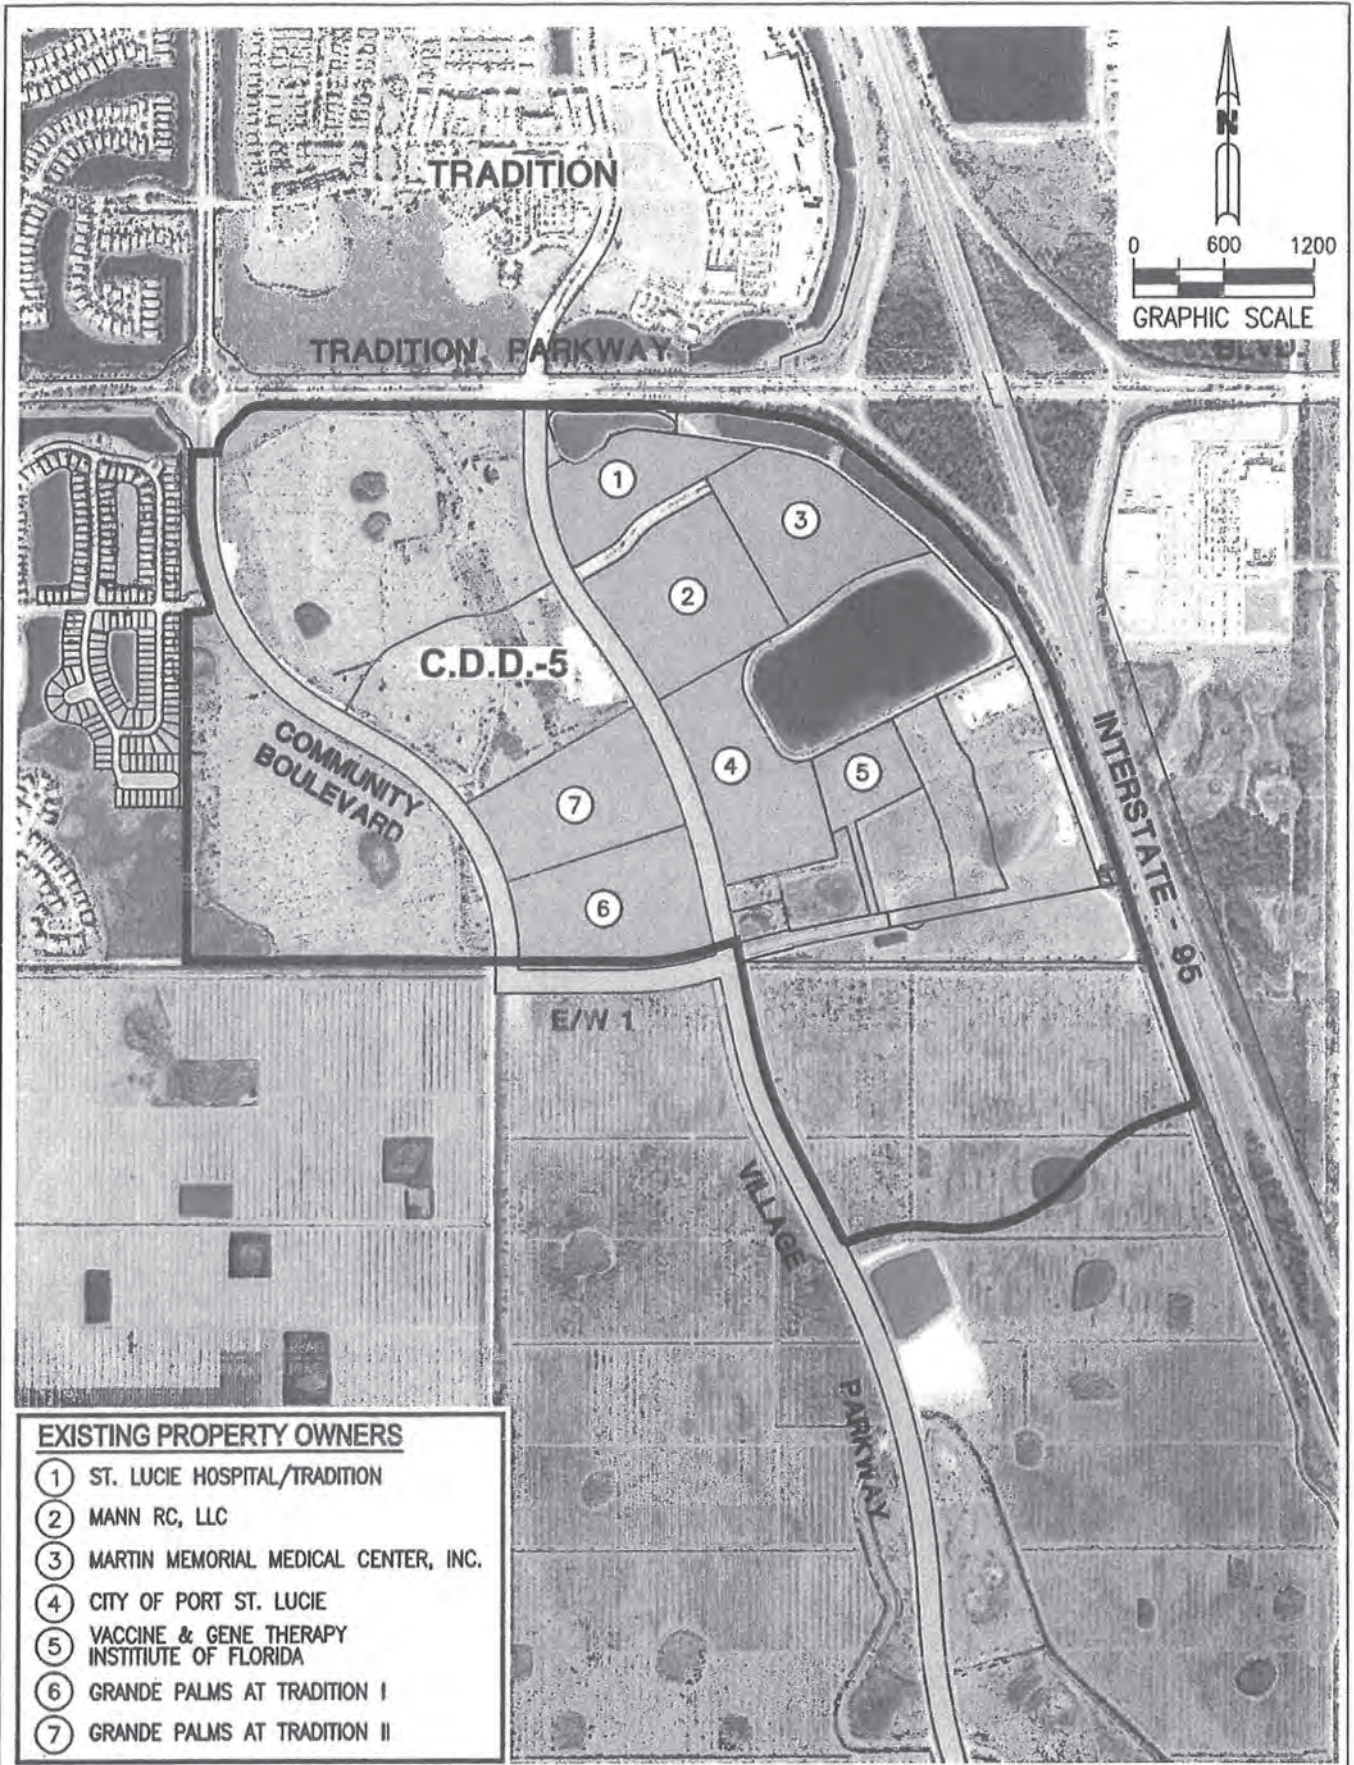 TRADITION
N
0 600 1200
GRAPHIC SCALE
TRADITION PARKWAY
BLVD.
1
3
2
C.D.D.-5
COMMUNITY
BOULEVARD
4
5
7
6
INTERSTATE - 95
E/W 1
VILLAGE
PARKWAY
EXISTING PROPERTY OWNERS
1 ST. LUCIE HOSPITAL/TRADITION
2 MANN RC, LLC
3 MARTIN MEMORIAL MEDICAL CENTER, INC.
4 CITY OF PORT ST. LUCIE
5 VACCINE & GENE THERAPY
INSTITIUTE OF FLORIDA
6 GRANDE PALMS AT TRADITION I
7 GRANDE PALMS AT TRADITION II